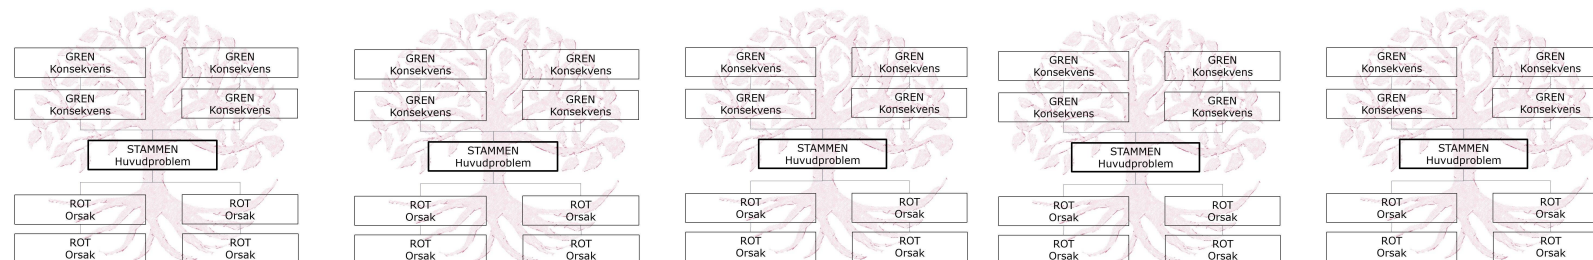 GREN
Konsekvens
GREN
Konsekvens
GREN
Konsekvens
GREN
Konsekvens
STAMMEN
Huvudproblem
ROT
Orsak
ROT
Orsak
ROT
Orsak
ROT
Orsak
GREN
Konsekvens
GREN
Konsekvens
GREN
Konsekvens
GREN
Konsekvens
STAMMEN
Huvudproblem
ROT
Orsak
ROT
Orsak
ROT
Orsak
ROT
Orsak
GREN
Konsekvens
GREN
Konsekvens
GREN
Konsekvens
GREN
Konsekvens
STAMMEN
Huvudproblem
ROT
Orsak
ROT
Orsak
ROT
Orsak
ROT
Orsak
GREN
Konsekvens
GREN
Konsekvens
GREN
Konsekvens
GREN
Konsekvens
STAMMEN
Huvudproblem
ROT
Orsak
ROT
Orsak
ROT
Orsak
ROT
Orsak
GREN
Konsekvens
GREN
Konsekvens
GREN
Konsekvens
GREN
Konsekvens
STAMMEN
Huvudproblem
ROT
Orsak
ROT
Orsak
ROT
Orsak
ROT
Orsak